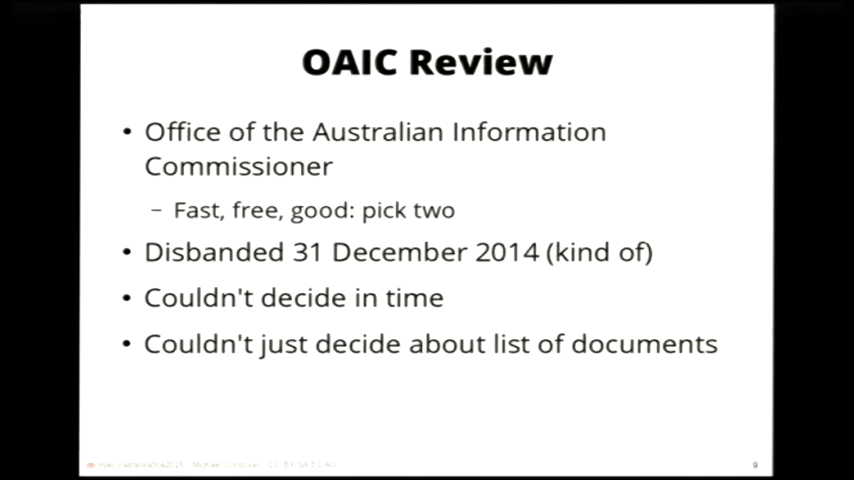 OAIC Review
• Office of the Australian Information
Commissioner
– Fast, free, good: pick two
• Disbanded 31 December 2014 (kind of)
• Couldn't decide in time
• Couldn't just decide about list of documents
9